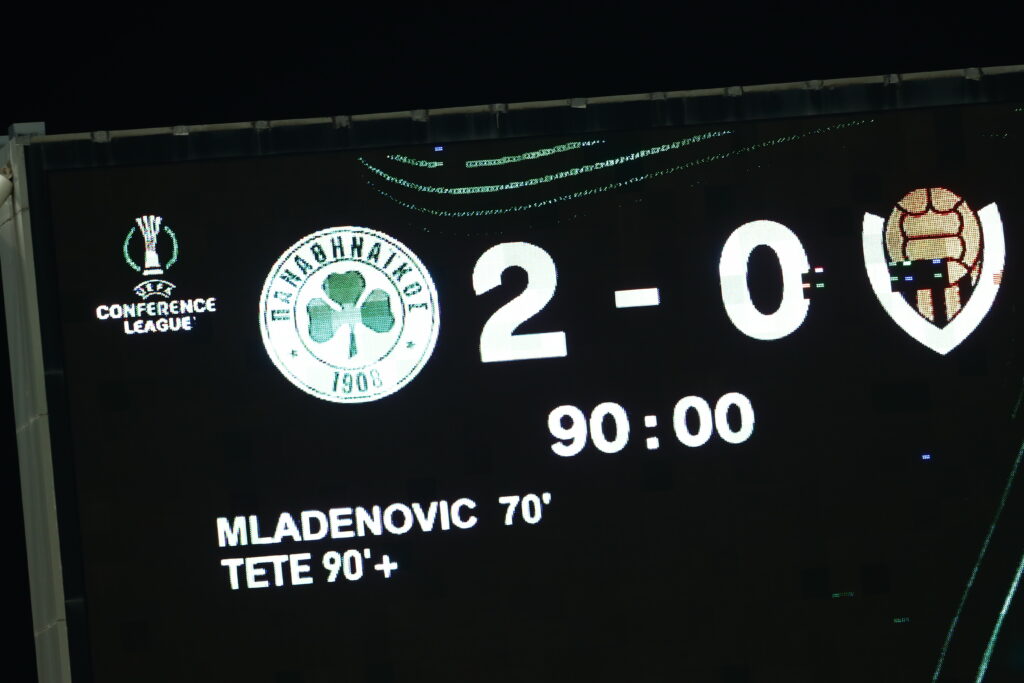 UEFA
CONFERENCE
LEAGUE
ΠΑΝΑΘΗΝΑΪΚΟΣ
1908
2 - 0
90:00
MLADENOVIC 70'
TETE 90'+